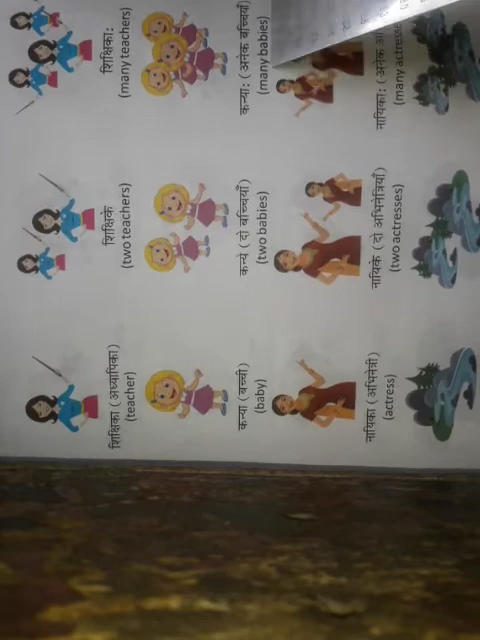 शिक्षिका (अध्यापिका)
(teacher)
शिक्षिके
(two teachers)
शिक्षिका:
(many teachers)
कन्या (बच्ची)
(baby)
कन्ये (दो बच्चियाँ)
(two babies)
कन्या: (अनेक बच्चियाँ)
(many babies)
नायिका (अभिनेत्री)
(actress)
नायिके (दो अभिनेत्रियाँ)
(two actresses)
नायिका: (अनेक
(many actresses